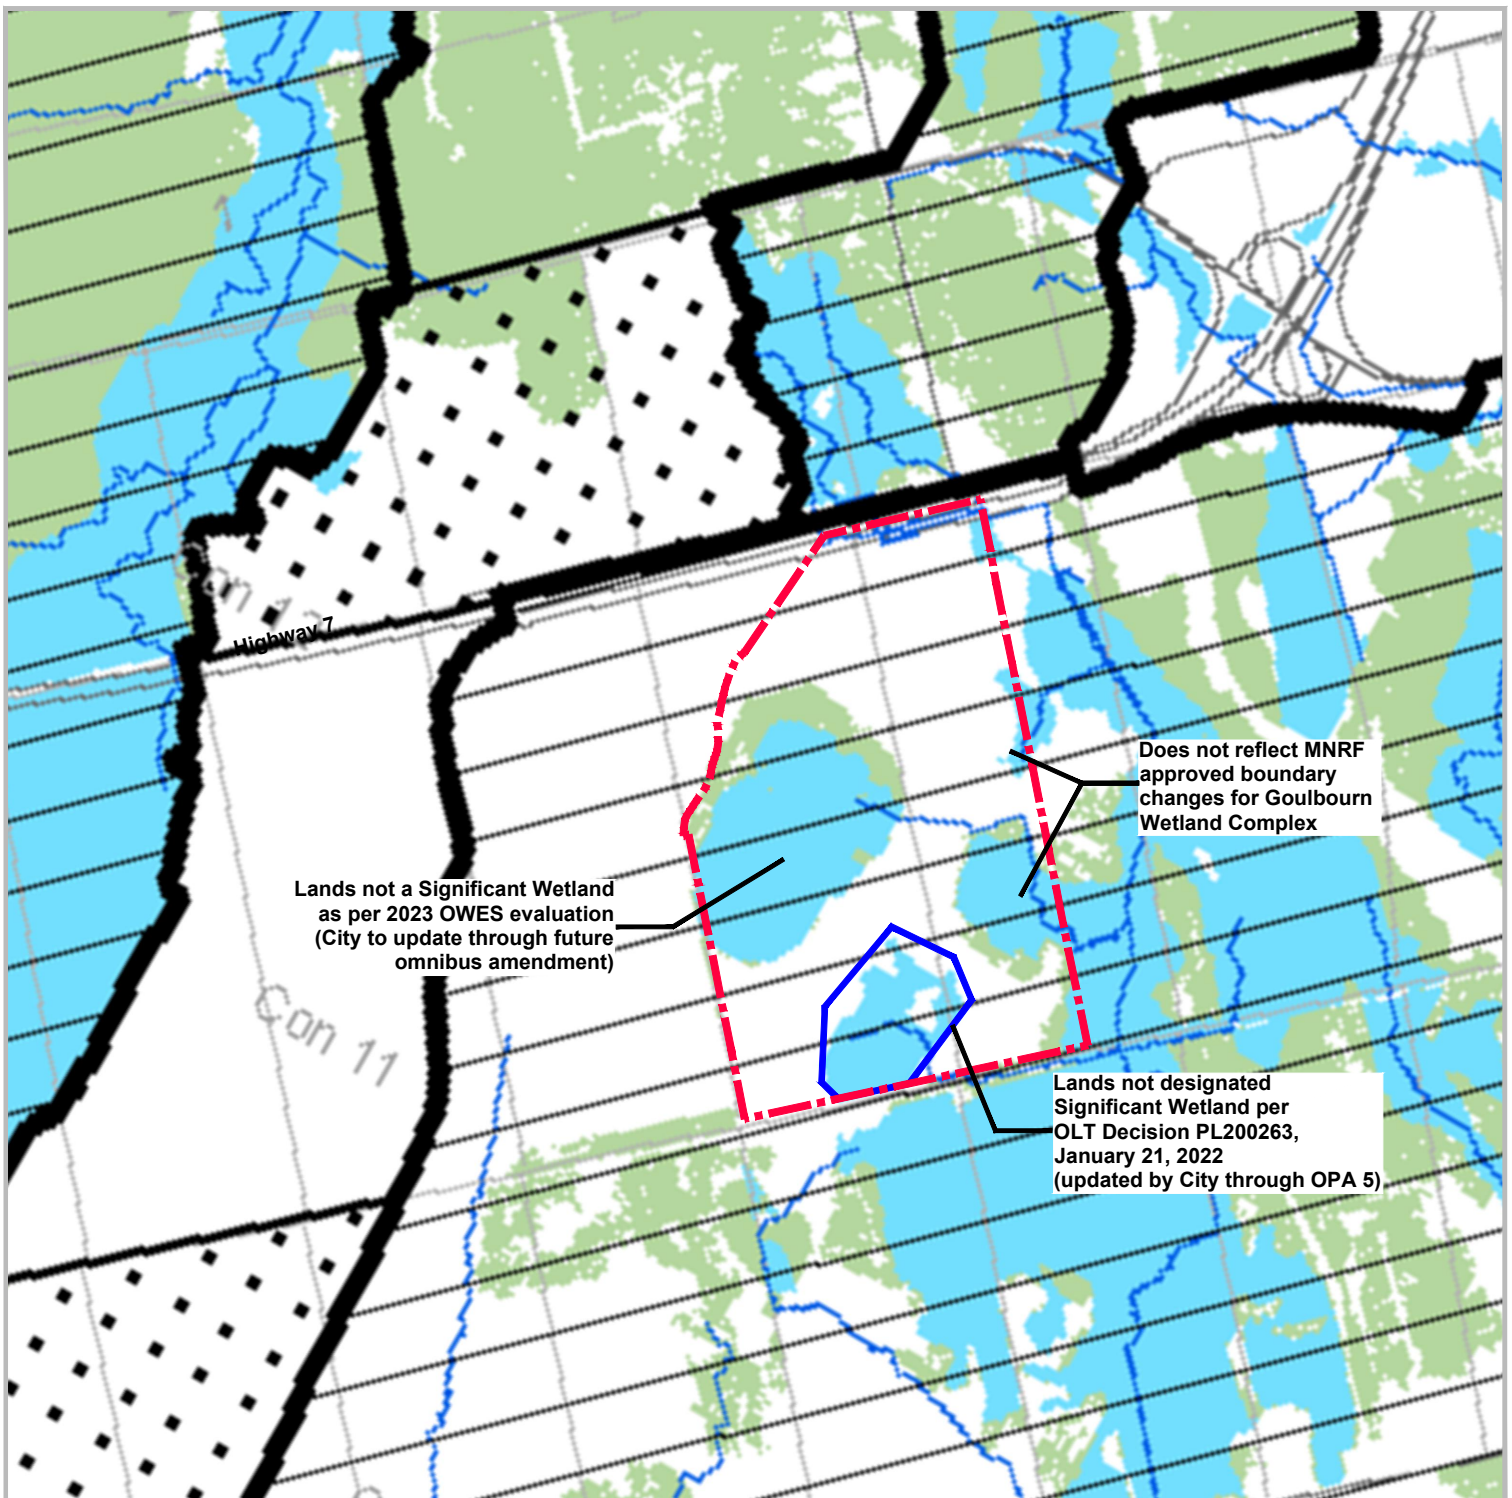 Highway 7
Does not reflect MNRF
approved boundary
changes for Goulbourn
Wetland Complex
Lands not a Significant Wetland
as per 2023 OWES evaluation
(City to update through future
omnibus amendment)
Con 11
Lands not designated
Significant Wetland per
OLT Decision PL200263,
January 21, 2022
(updated by City through OPA 5)